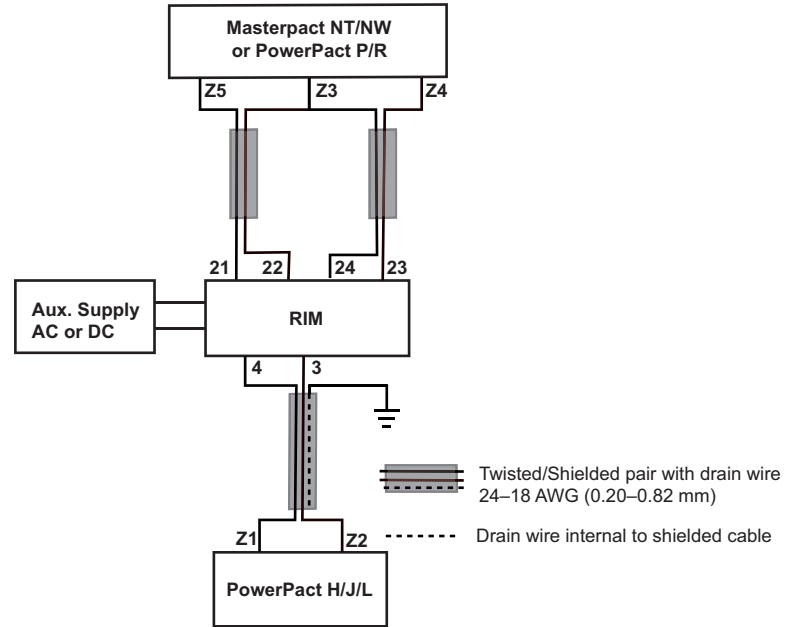 Masterpact NT/NW
or PowerPact P/R
Z5
Z3
Z4
21
22
24
23
Aux. Supply
AC or DC
RIM
4
3
Twisted/Shielded pair with drain wire
24–18 AWG (0.20–0.82 mm)
Z1
Z2
Drain wire internal to shielded cable
PowerPact H/J/L